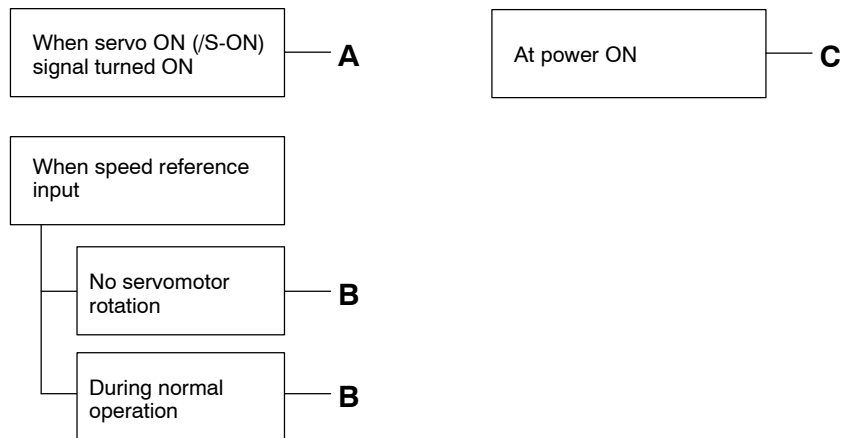 When servo ON (/S-ON)
signal turned ON
A
At power ON
C
When speed reference
input
No servomotor
rotation
B
During normal
operation
B